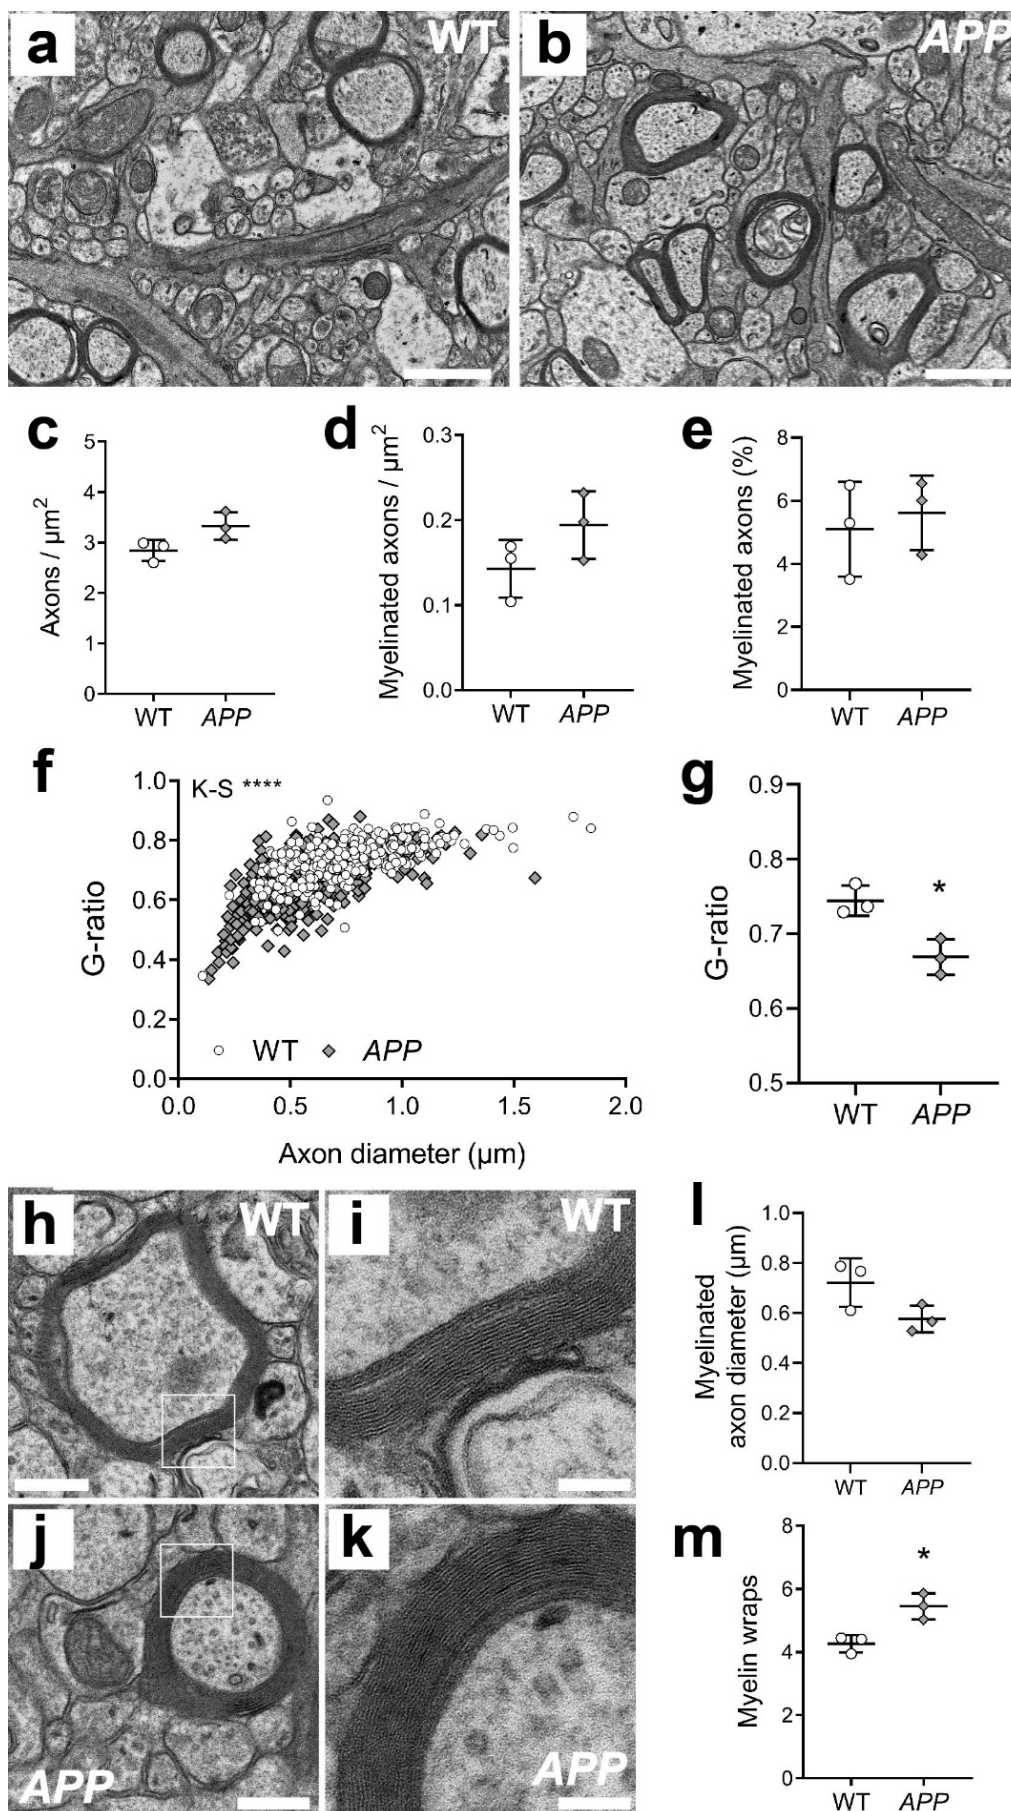 a
WT
b
APP
c
Axons / µm²
5
4
3
2
1
0
WT
APP
d
Myelinated axons / µm²
0.3
0.2
0.1
0.0
WT
APP
e
Myelinated axons (%)
8
6
4
2
0
WT
APP
f
K-S ****
G-ratio
1.0
0.8
0.6
0.4
0.2
0.0
WT
APP
0.0
0.5
1.0
1.5
2.0
Axon diameter (µm)
g
G-ratio
0.9
0.8
0.7
0.6
0.5
*
WT
APP
h
WT
i
WT
j
APP
k
APP
l
Myelinated
axon diameter (µm)
1.0
0.8
0.6
0.4
0.2
0.0
WT
APP
m
Myelin wraps
8
6
4
2
0
*
WT
APP